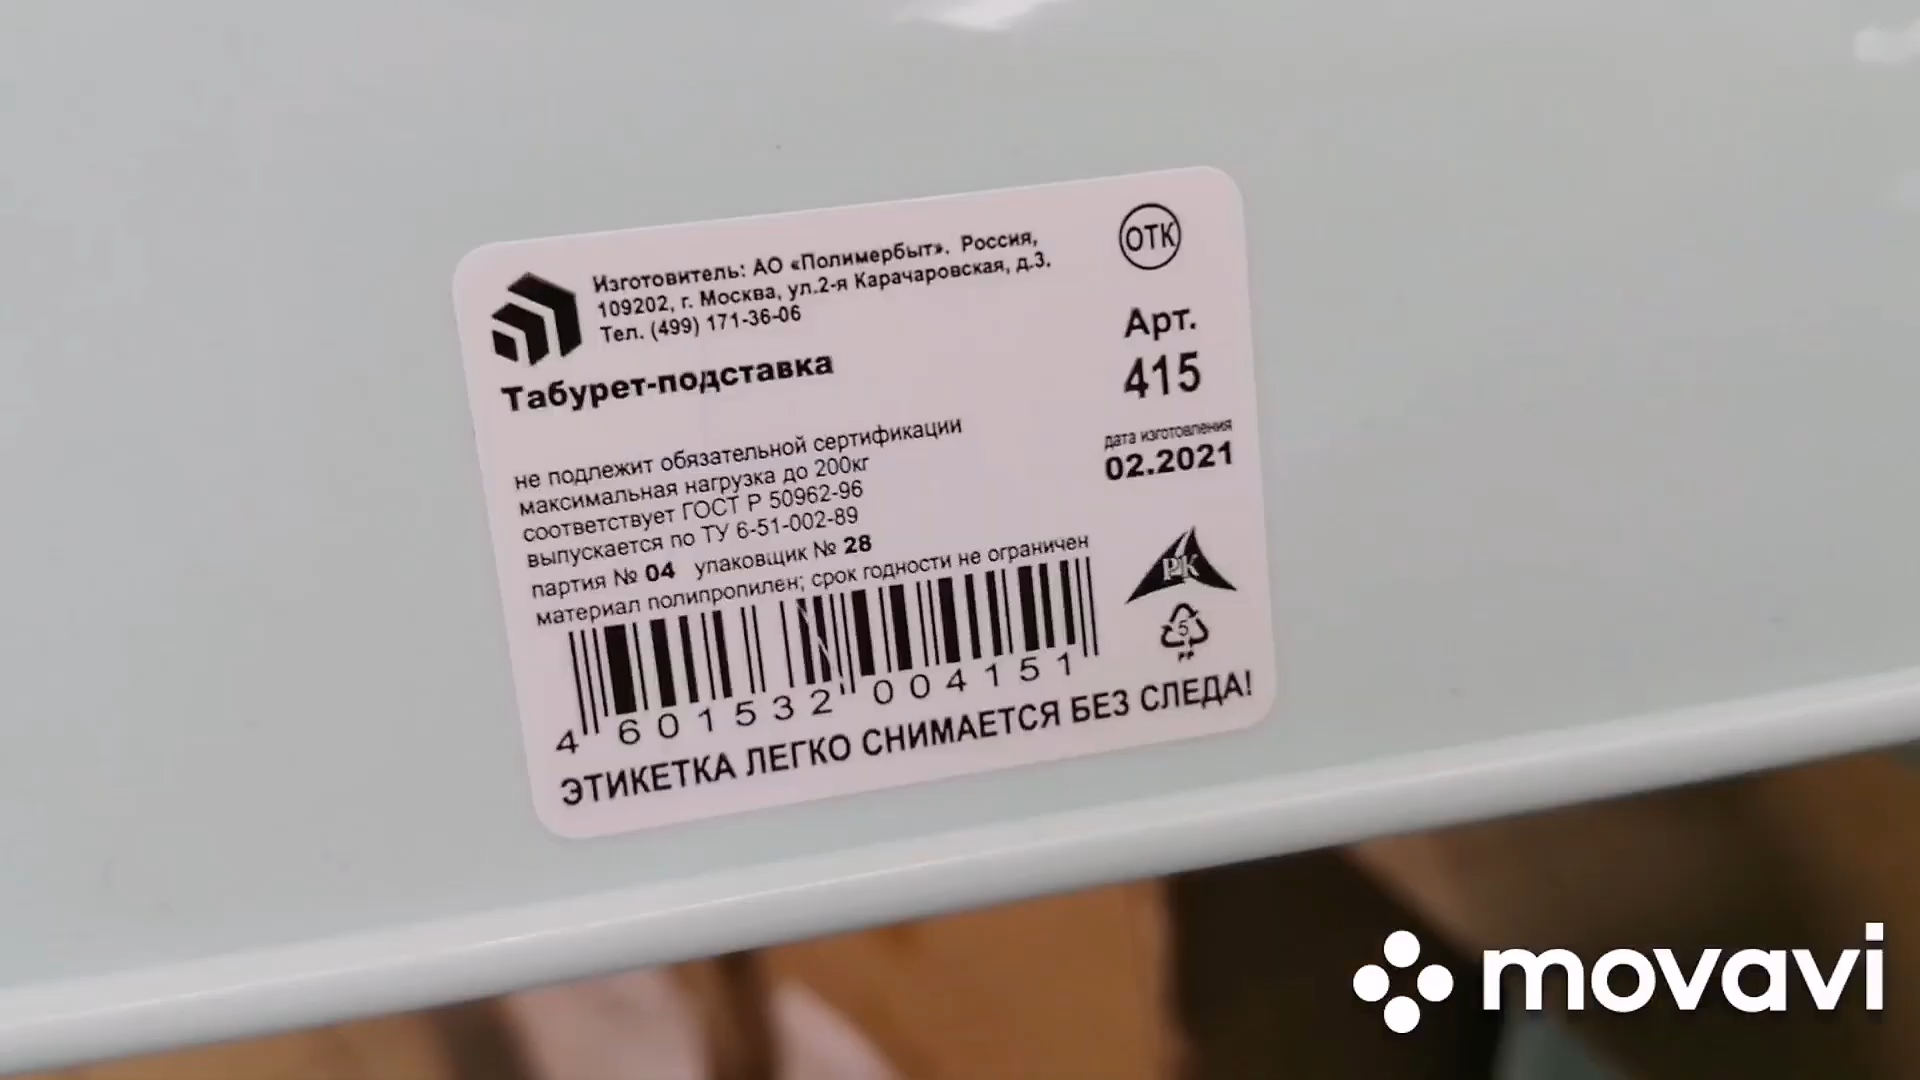 Изготовитель: АО «Полимербыт». Россия,
109202, г. Москва, ул.2-я Карачаровская, д.3.
Тел. (499) 171-36-06
Табурет-подставка
не подлежит обязательной сертификации
максимальная нагрузка до 200кг
соответствует ГОСТ Р 50962-96
выпускается по ТУ 6-51-002-89
партия № 04 упаковщик № 28
материал полипропилен; срок годности не ограничен
4 601532 004151
ОТК
Арт.
415
дата изготовления
02.2021
РК
5
PP
ЭТИКЕТКА ЛЕГКО СНИМАЕТСЯ БЕЗ СЛЕДА!
movavi